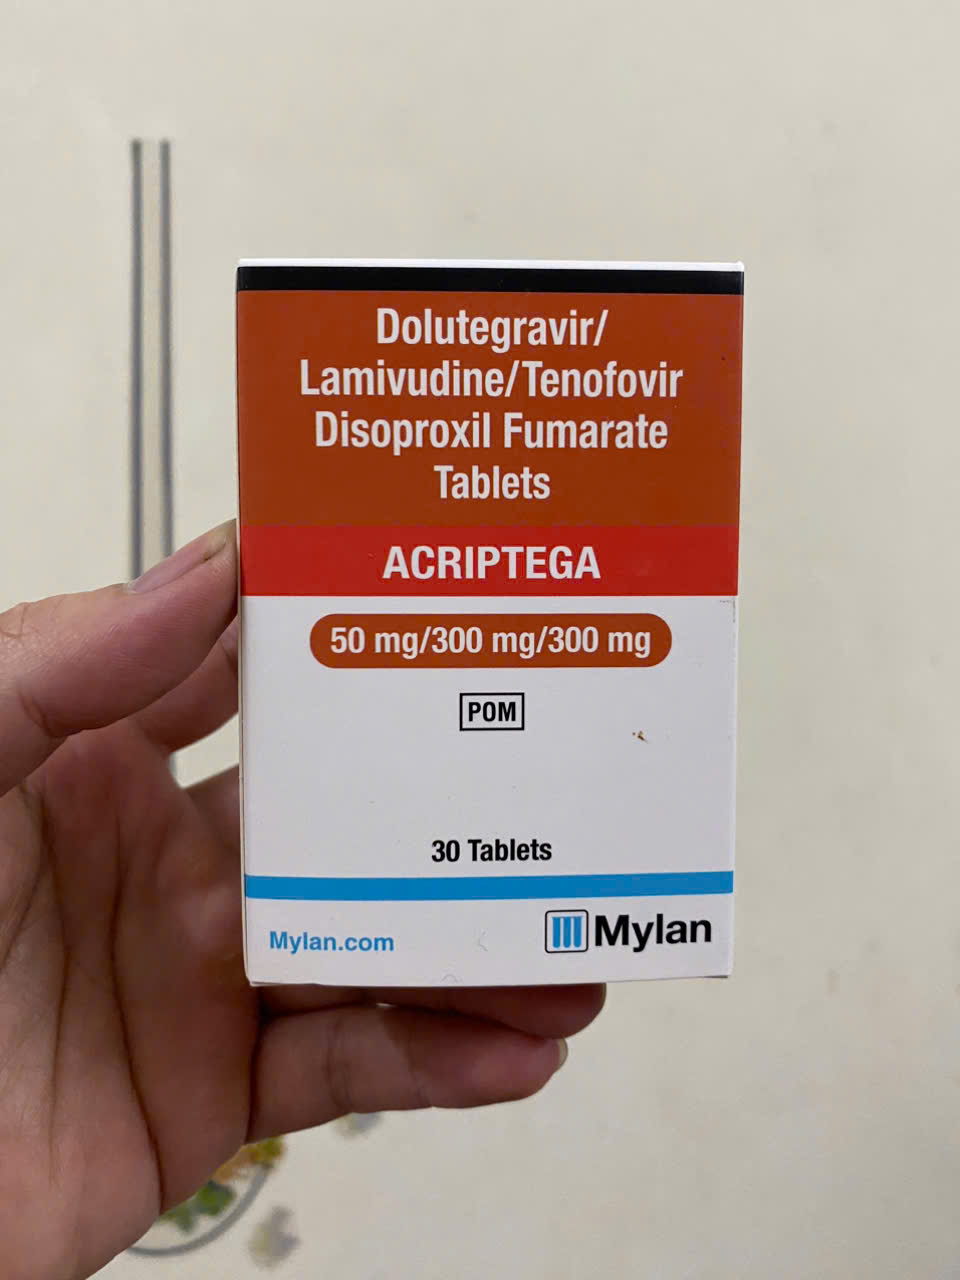 Dolutegravir/
Lamivudine/Tenofovir
Disoproxil Fumarate
Tablets
ACRIPTEGA
50 mg/300 mg/300 mg
POM
30 Tablets
Mylan.com
Mylan